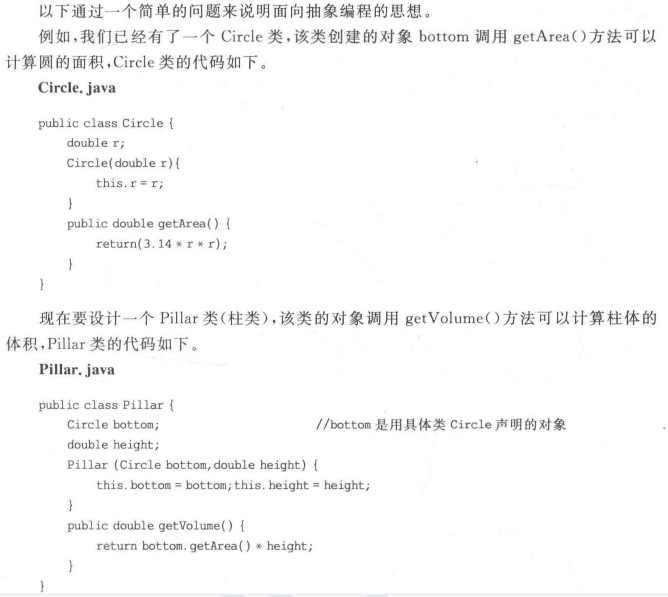 以下通过一个简单的问题来说明面向抽象编程的思想。
例如,我们已经有了一个 Circle 类,该类创建的对象 bottom 调用 getArea()方法可以
计算圆的面积,Circle 类的代码如下。
Circle.java
public class Circle {
    double r;
    Circle(double r){
        this.r = r;
    }
    public double getArea() {
        return(3.14 * r * r);
    }
}
现在要设计一个 Pillar 类(柱类),该类的对象调用 getVolume()方法可以计算柱体的
体积,Pillar 类的代码如下。
Pillar.java
public class Pillar {
    Circle bottom;                //bottom 是用具体类 Circle 声明的对象
    double height;
    Pillar (Circle bottom,double height) {
        this.bottom = bottom;this.height = height;
    }
    public double getVolume() {
        return bottom.getArea() * height;
    }
}